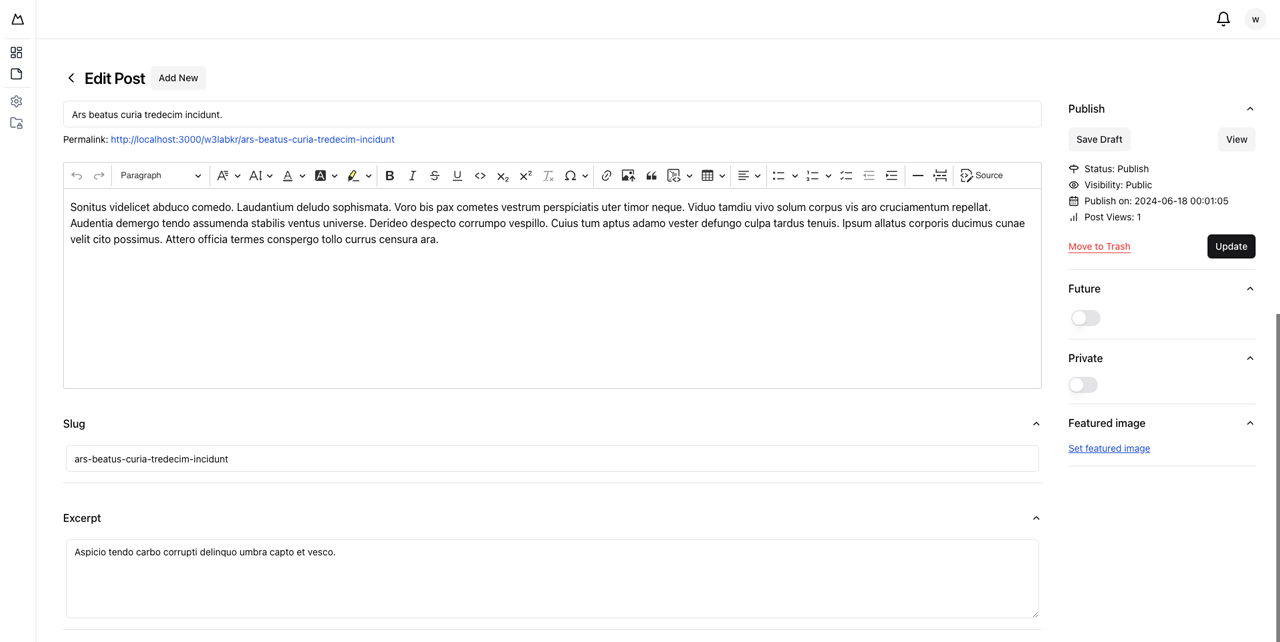 w
Edit Post
Add New
Ars beatus curia tredecim incidunt.
Permalink: http://localhost:3000/w3labkr/ars-beatus-curia-tredecim-incidunt
Paragraph
Source
Sonitus videlicet abduco comedo. Laudantium deludo sophismata. Voro bis pax cometes vestrum perspiciatis uter timor neque. Viduo tamdiu vivo solum corpus vis aro cruciamentum repellat.
Audentia demergo tendo assumenda stabilis ventus universe. Derideo despecto corrumpo vespillo. Cuius tum aptus adamo vester defungo culpa tardus tenuis. Ipsum allatus corporis ducimus cunae
velit cito possimus. Attero officia termes conspergo tollo currus censura ara.
Slug
ars-beatus-curia-tredecim-incidunt
Excerpt
Aspicio tendo carbo corrupti delinquo umbra capto et vesco.
Publish
Save Draft
View
Status: Publish
Visibility: Public
Publish on: 2024-06-18 00:01:05
Post Views: 1
Move to Trash
Update
Future
Private
Featured image
Set featured image